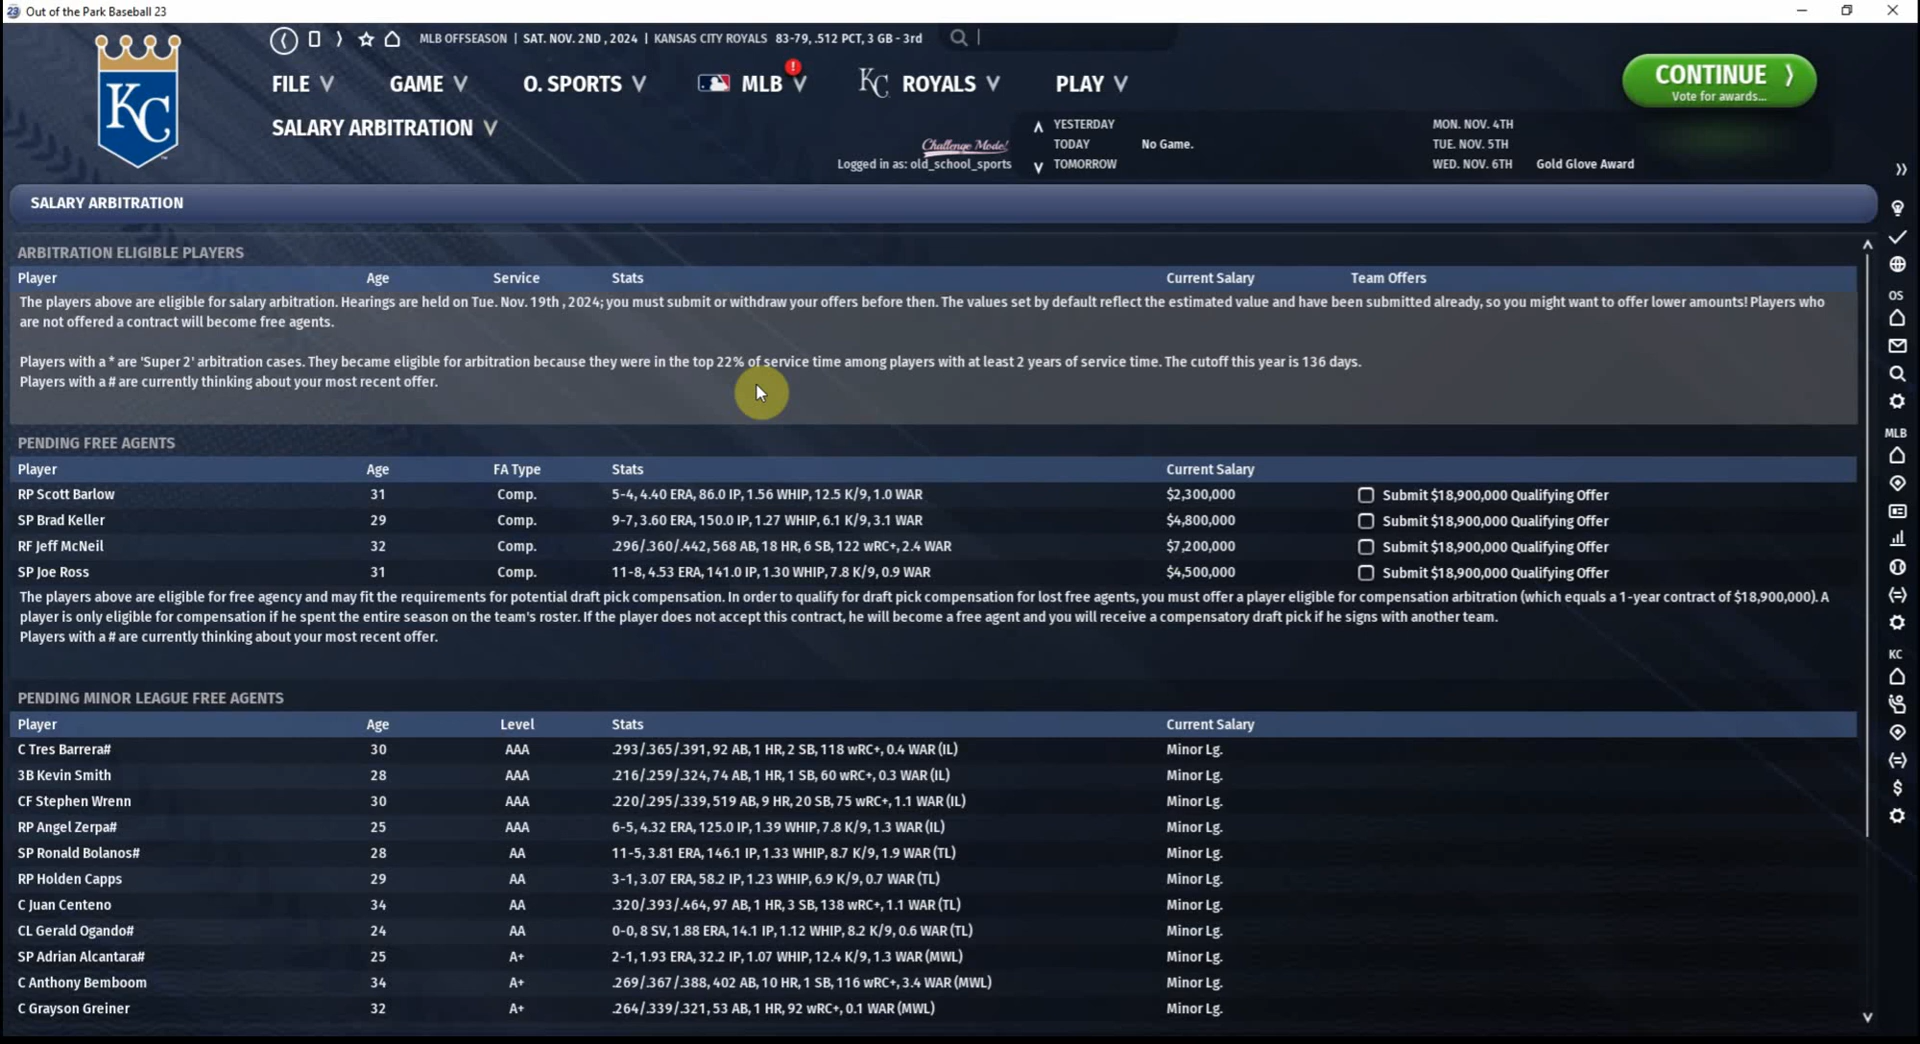 Out of the Park Baseball 23
MLB OFFSEASON | SAT. NOV. 2ND , 2024 | KANSAS CITY ROYALS 83-79, .512 PCT, 3 GB - 3rd
FILE GAME O. SPORTS MLB ROYALS PLAY
CONTINUE
Vote for awards...
SALARY ARBITRATION
Challenge Mode!
Logged in as: old_school_sports
YESTERDAY MON. NOV. 4TH
TODAY No Game. TUE. NOV. 5TH
TOMORROW WED. NOV. 6TH Gold Glove Award
SALARY ARBITRATION
ARBITRATION ELIGIBLE PLAYERS
Player Age Service Stats Current Salary Team Offers
The players above are eligible for salary arbitration. Hearings are held on Tue. Nov. 19th , 2024; you must submit or withdraw your offers before then. The values set by default reflect the estimated value and have been submitted already, so you might want to offer lower amounts! Players who
are not offered a contract will become free agents.
Players with a * are 'Super 2' arbitration cases. They became eligible for arbitration because they were in the top 22% of service time among players with at least 2 years of service time. The cutoff this year is 136 days.
Players with a # are currently thinking about your most recent offer.
PENDING FREE AGENTS
Player Age FA Type Stats Current Salary
RP Scott Barlow 31 Comp. 5-4, 4.40 ERA, 86.0 IP, 1.56 WHIP, 12.5 K/9, 1.0 WAR $2,300,000 Submit $18,900,000 Qualifying Offer
SP Brad Keller 29 Comp. 9-7, 3.60 ERA, 150.0 IP, 1.27 WHIP, 6.1 K/9, 3.1 WAR $4,800,000 Submit $18,900,000 Qualifying Offer
RF Jeff McNeil 32 Comp. .296/.360/.442, 568 AB, 18 HR, 6 SB, 122 wRC+, 2.4 WAR $7,200,000 Submit $18,900,000 Qualifying Offer
SP Joe Ross 31 Comp. 11-8, 4.53 ERA, 141.0 IP, 1.30 WHIP, 7.8 K/9, 0.9 WAR $4,500,000 Submit $18,900,000 Qualifying Offer
The players above are eligible for free agency and may fit the requirements for potential draft pick compensation. In order to qualify for draft pick compensation for lost free agents, you must offer a player eligible for compensation arbitration (which equals a 1-year contract of $18,900,000). A
player is only eligible for compensation if he spent the entire season on the team's roster. If the player does not accept this contract, he will become a free agent and you will receive a compensatory draft pick if he signs with another team.
Players with a # are currently thinking about your most recent offer.
PENDING MINOR LEAGUE FREE AGENTS
Player Age Level Stats Current Salary
C Tres Barrera# 30 AAA .293/.365/.391, 92 AB, 1 HR, 2 SB, 118 wRC+, 0.4 WAR (IL) Minor Lg.
3B Kevin Smith 28 AAA .216/.259/.324, 74 AB, 1 HR, 1 SB, 60 wRC+, 0.3 WAR (IL) Minor Lg.
CF Stephen Wrenn 30 AAA .220/.295/.339, 519 AB, 9 HR, 20 SB, 75 wRC+, 1.1 WAR (IL) Minor Lg.
RP Angel Zerpa# 25 AAA 6-5, 4.32 ERA, 125.0 IP, 1.39 WHIP, 7.8 K/9, 1.3 WAR (IL) Minor Lg.
SP Ronald Bolanos# 28 AA 11-5, 3.81 ERA, 146.1 IP, 1.33 WHIP, 8.7 K/9, 1.9 WAR (TL) Minor Lg.
RP Holden Capps 29 AA 3-1, 3.07 ERA, 58.2 IP, 1.23 WHIP, 6.9 K/9, 0.7 WAR (TL) Minor Lg.
C Juan Centeno 34 AA .320/.393/.464, 97 AB, 1 HR, 3 SB, 138 wRC+, 1.1 WAR (TL) Minor Lg.
CL Gerald Ogando# 24 AA 0-0, 8 SV, 1.88 ERA, 14.1 IP, 1.12 WHIP, 8.2 K/9, 0.6 WAR (TL) Minor Lg.
SP Adrian Alcantara# 25 A+ 2-1, 1.93 ERA, 32.2 IP, 1.07 WHIP, 12.4 K/9, 1.3 WAR (MWL) Minor Lg.
C Anthony Bemboom 34 A+ .269/.367/.388, 402 AB, 10 HR, 1 SB, 116 wRC+, 3.4 WAR (MWL) Minor Lg.
C Grayson Greiner 32 A+ .264/.339/.321, 53 AB, 1 HR, 92 wRC+, 0.1 WAR (MWL) Minor Lg.
OS
MLB
KC